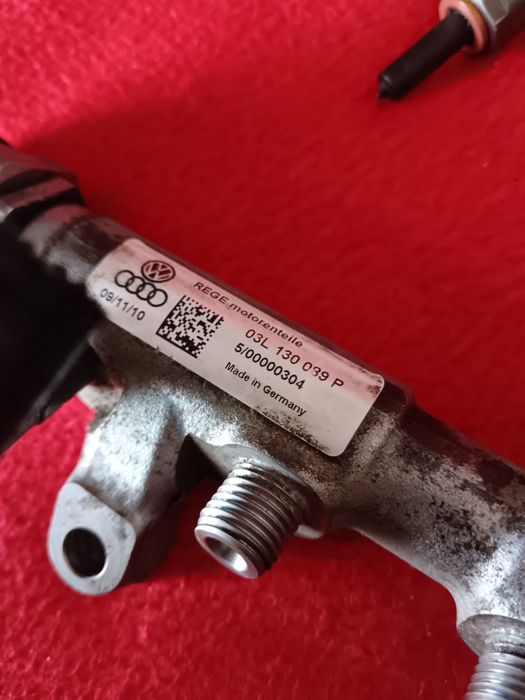 REGE motorenteile
09/11/10
03L 130 089 P
5/00000304
Made in Germany